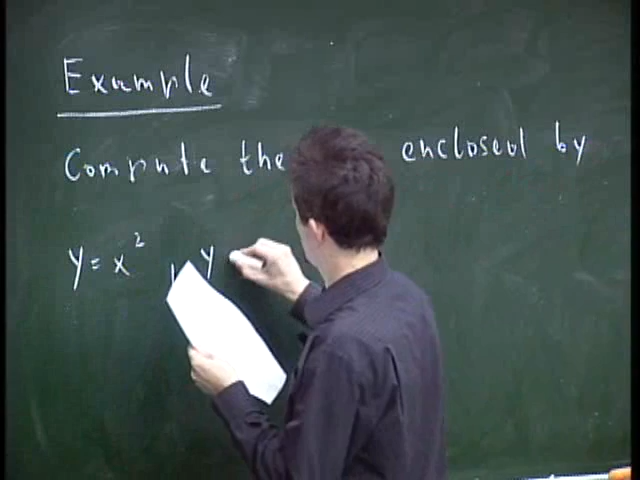 Example
Compute the enclosed by
y = x² , y